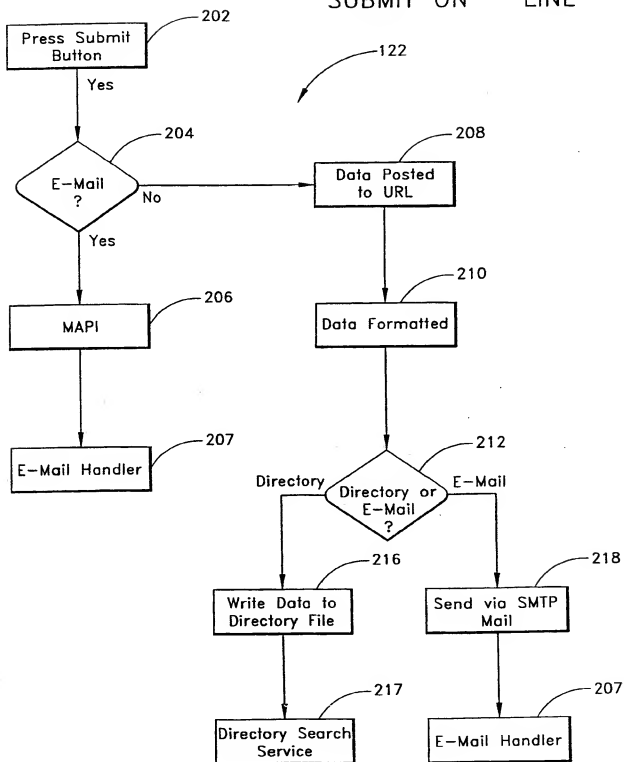 SUBMIT ON LINE
202
Press Submit
Button
Yes
122
204
E-Mail
?
No
208
Data Posted
to URL
Yes
206
MAPI
210
Data Formatted
207
E-Mail Handler
212
Directory
Directory or
E-Mail
?
E-Mail
216
Write Data to
Directory File
218
Send via SMTP
Mail
217
Directory Search
Service
207
E-Mail Handler